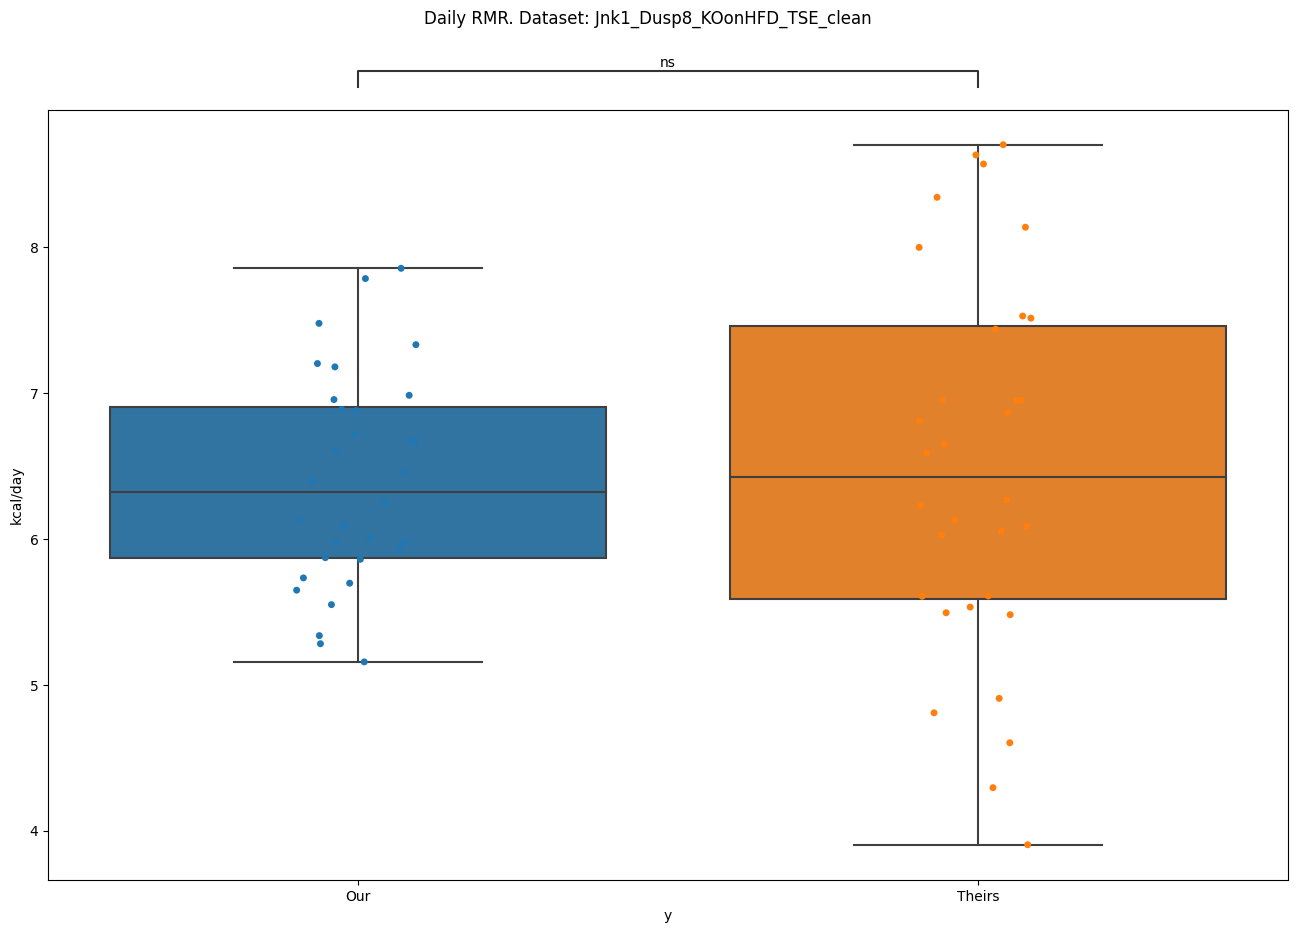 Daily RMR. Dataset: Jnk1_Dusp8_KOonHFD_TSE_clean
ns
8
7
6
5
4
kcal/day
Our
Theirs
y